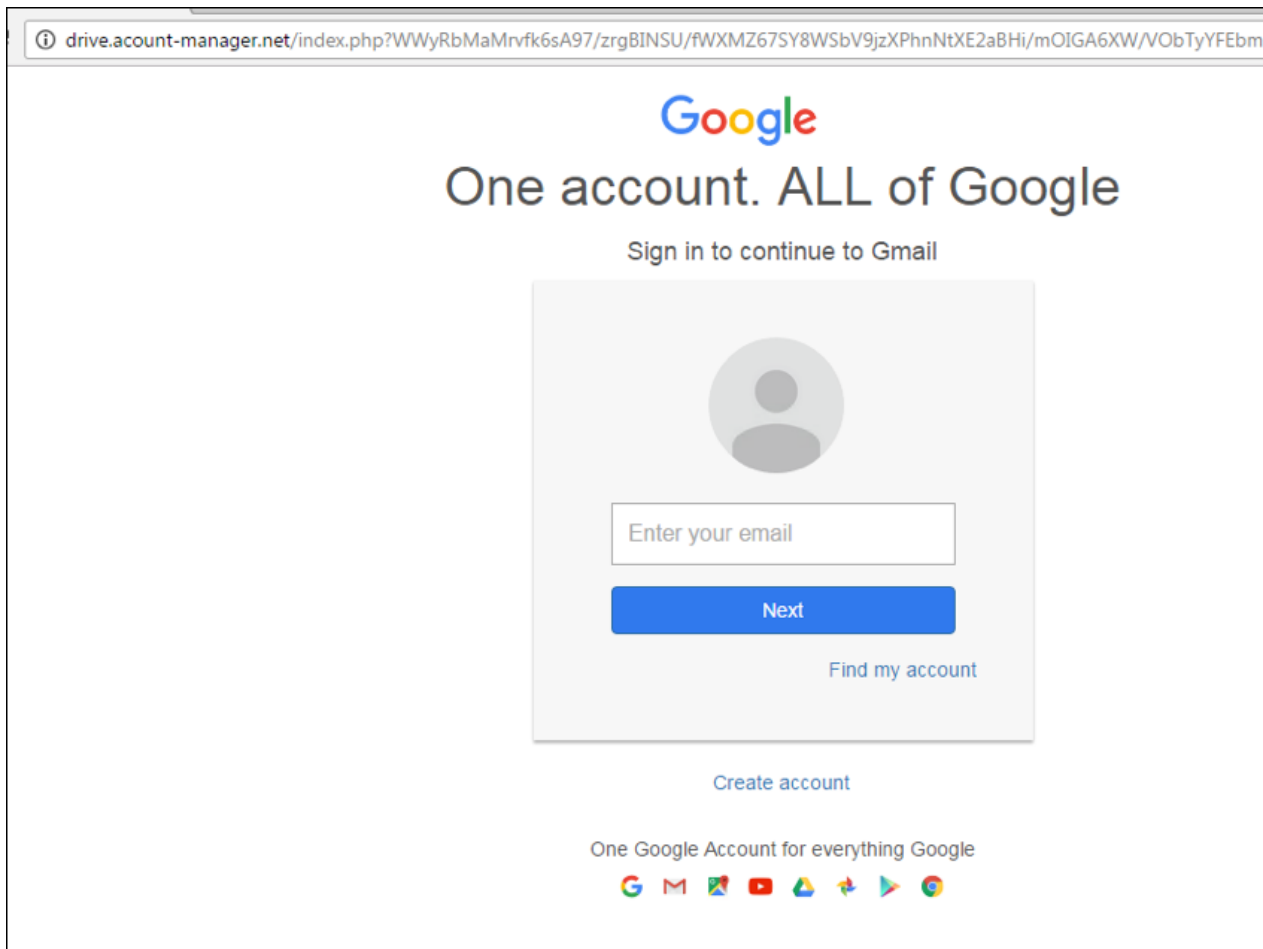 drive.acount-manager.net/index.php?WWyRbMaMrvfk6sA97/zrgBINSU/fWXMZ67SY8WSbV9jzXPhnNtXE2aBHi/mOIGA6XW/VObTyYFEbm
Google
One account. ALL of Google
Sign in to continue to Gmail
Enter your email
Next
Find my account
Create account
One Google Account for everything Google